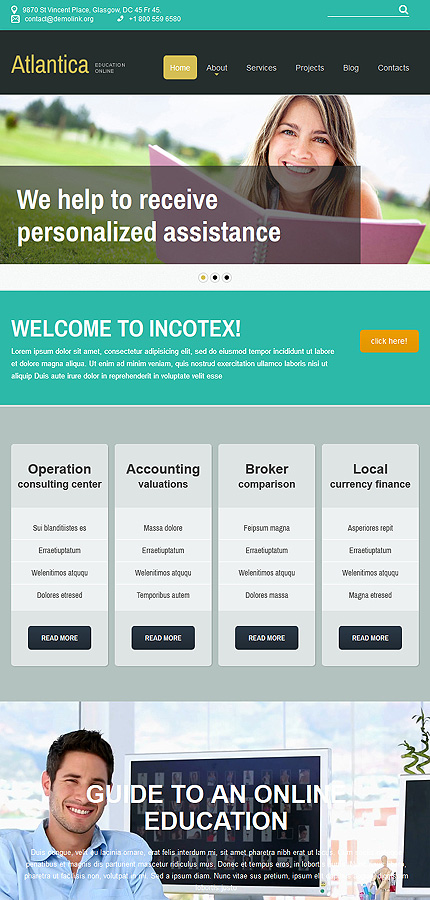 9870 St Vincent Place, Glasgow, DC 45 Fr 45.
contact@demolink.org +1 800 559 6580
Atlantica EDUCATION ONLINE
Home About Services Projects Blog Contacts
We help to receive
personalized assistance
WELCOME TO INCOTEX!
Lorem ipsum dolor sit amet, consectetur adipisicing elit, sed do eiusmod tempor incididunt ut labore
et dolore magna aliqua. Ut enim ad minim veniam, quis nostrud exercitation ullamco laboris nisi ut
aliquip Duis aute irure dolor in reprehenderit in voluptate velit esse
click here!
Operation
consulting center
Sui blanditiistes es
Erraetiuptatum
Welenitimos atququ
Dolores etresed
READ MORE
Accounting
valuations
Massa dolore
Erraetiuptatum
Welenitimos atququ
Temporibus autem
READ MORE
Broker
comparison
Feipsum magna
Erraetiuptatum
Welenitimos atququ
Dolores massa
READ MORE
Local
currency finance
Asperiores repit
Erraetiuptatum
Welenitimos atququ
Magna etresed
READ MORE
GUIDE TO AN ONLINE
EDUCATION
Duis congue, velit eu lacinia ornare, erat felis interdum mi, sit amet pharetra nibh erat ut lacus.
penatibus et magnis dis parturient montes, nascetur ridiculus mus. Donec et tempus eros, in lobortis
pharetra ut facilisis non, volutpat in mi. Sed a ipsum diam. Nunc vitae sus pretium, ipsum elit
lobortis justo.